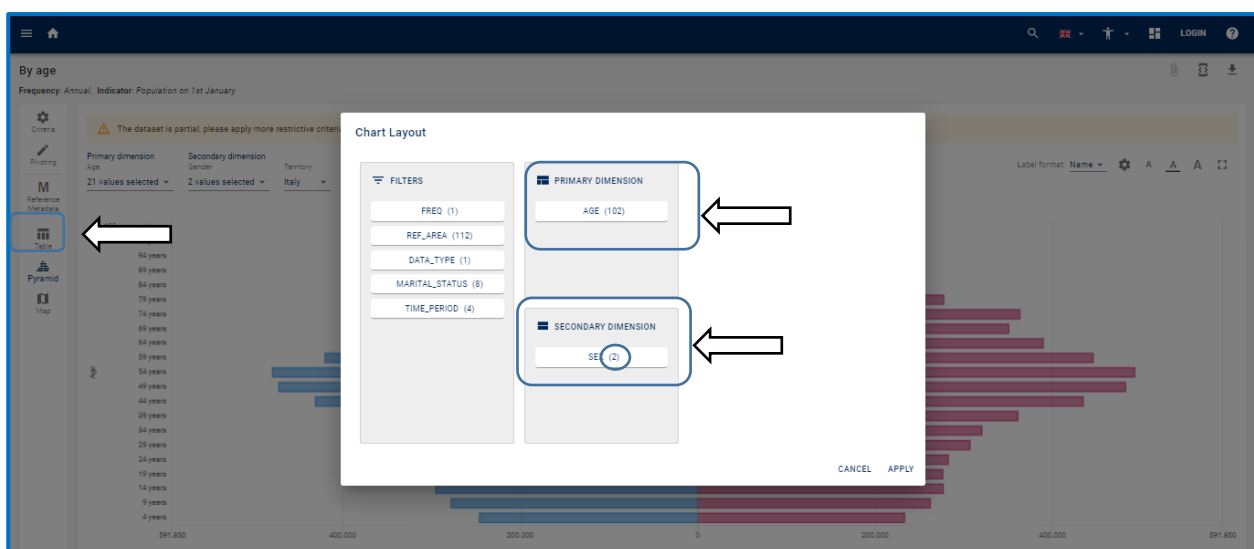 LOGIN
By age
Frequency: Annual, Indicator: Population on 1st January
Criteria
Pivoting
M
Reference Metadata
Table
Pyramid
Map
The dataset is partial, please apply more restrictive criteri
Primary dimension
Age
21 values selected
Secondary dimension
Gender
2 values selected
Territory
Italy
Label format: Name
A A A
Chart Layout
FILTERS
FREQ (1)
REF_AREA (112)
DATA_TYPE (1)
MARITAL_STATUS (8)
TIME_PERIOD (4)
PRIMARY DIMENSION
AGE (102)
SECONDARY DIMENSION
(2)
CANCEL APPLY
Age
94 years
89 years
84 years
79 years
74 years
69 years
64 years
59 years
54 years
49 years
44 years
39 years
34 years
29 years
24 years
19 years
14 years
9 years
4 years
591.850 400.000 200.000 0 200.000 400.000 591.850